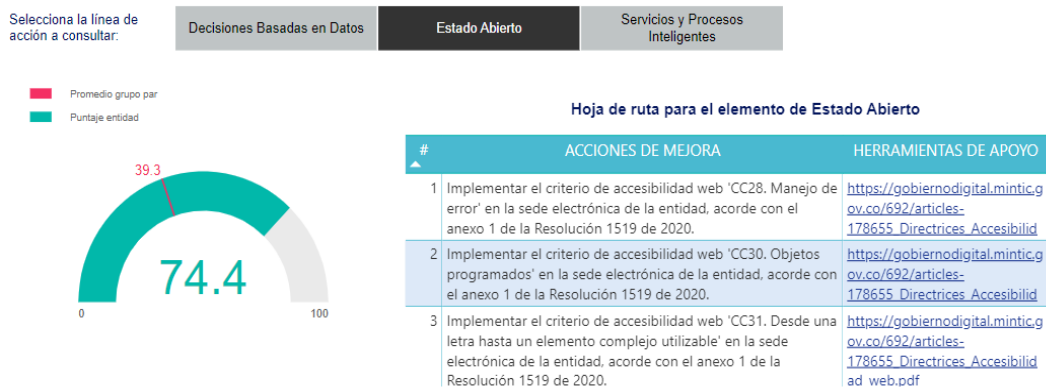 Selecciona la línea de
acción a consultar:
Decisiones Basadas en Datos
Estado Abierto
Servicios y Procesos
Inteligentes
Promedio grupo par
Puntaje entidad
39.3
74.4
0
100
Hoja de ruta para el elemento de Estado Abierto
# ACCIONES DE MEJORA HERRAMIENTAS DE APOYO
1 Implementar el criterio de accesibilidad web 'CC28. Manejo de https://gobiernodigital.mintic.g
error' en la sede electrónica de la entidad, acorde con el ov.co/692/articles-
anexo 1 de la Resolución 1519 de 2020. 178655_Directrices_Accesibilid
2 Implementar el criterio de accesibilidad web 'CC30. Objetos https://gobiernodigital.mintic.g
programados' en la sede electrónica de la entidad, acorde con ov.co/692/articles-
el anexo 1 de la Resolución 1519 de 2020. 178655_Directrices_Accesibilid
3 Implementar el criterio de accesibilidad web 'CC31. Desde una https://gobiernodigital.mintic.g
letra hasta un elemento complejo utilizable' en la sede ov.co/692/articles-
electrónica de la entidad, acorde con el anexo 1 de la 178655_Directrices_Accesibilid
Resolución 1519 de 2020. ad_web.pdf